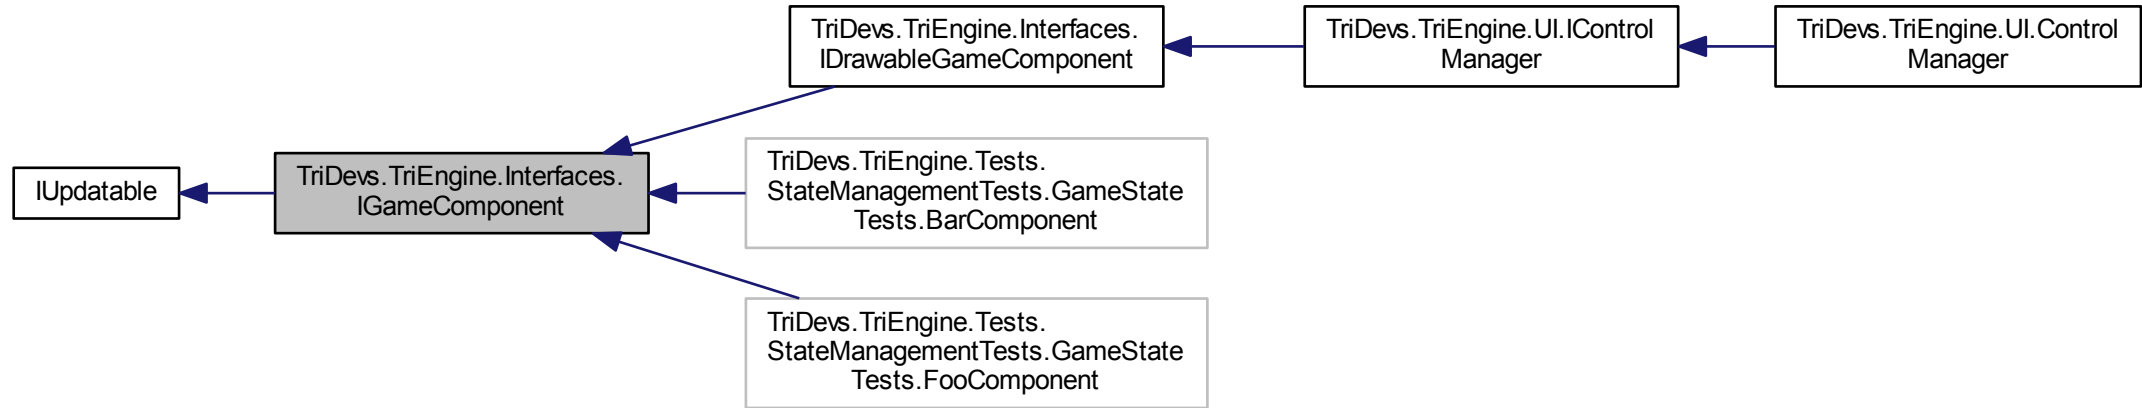 TriDevs.TriEngine.Interfaces.
IDrawableGameComponent
TriDevs.TriEngine.UI.IControl
Manager
TriDevs.TriEngine.UI.Control
Manager
IUpdatable
TriDevs.TriEngine.Interfaces.
IGameComponent
TriDevs.TriEngine.Tests.
StateManagementTests.GameState
Tests.BarComponent
TriDevs.TriEngine.Tests.
StateManagementTests.GameState
Tests.FooComponent